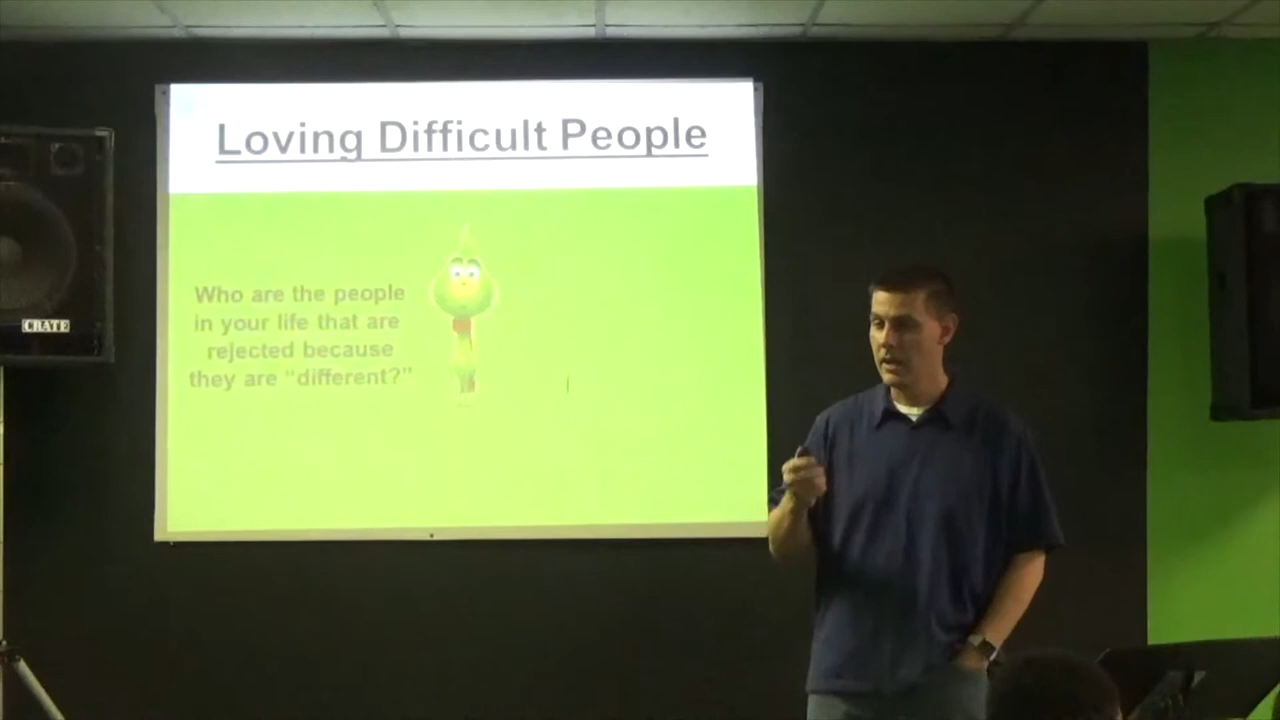 Loving Difficult People
Who are the people
in your life that are
rejected because
they are “different?”
CRATE